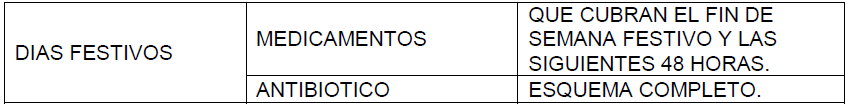 DIAS FESTIVOS
MEDICAMENTOS
QUE CUBRAN EL FIN DE
SEMANA FESTIVO Y LAS
SIGUIENTES 48 HORAS.
ANTIBIOTICO
ESQUEMA COMPLETO.